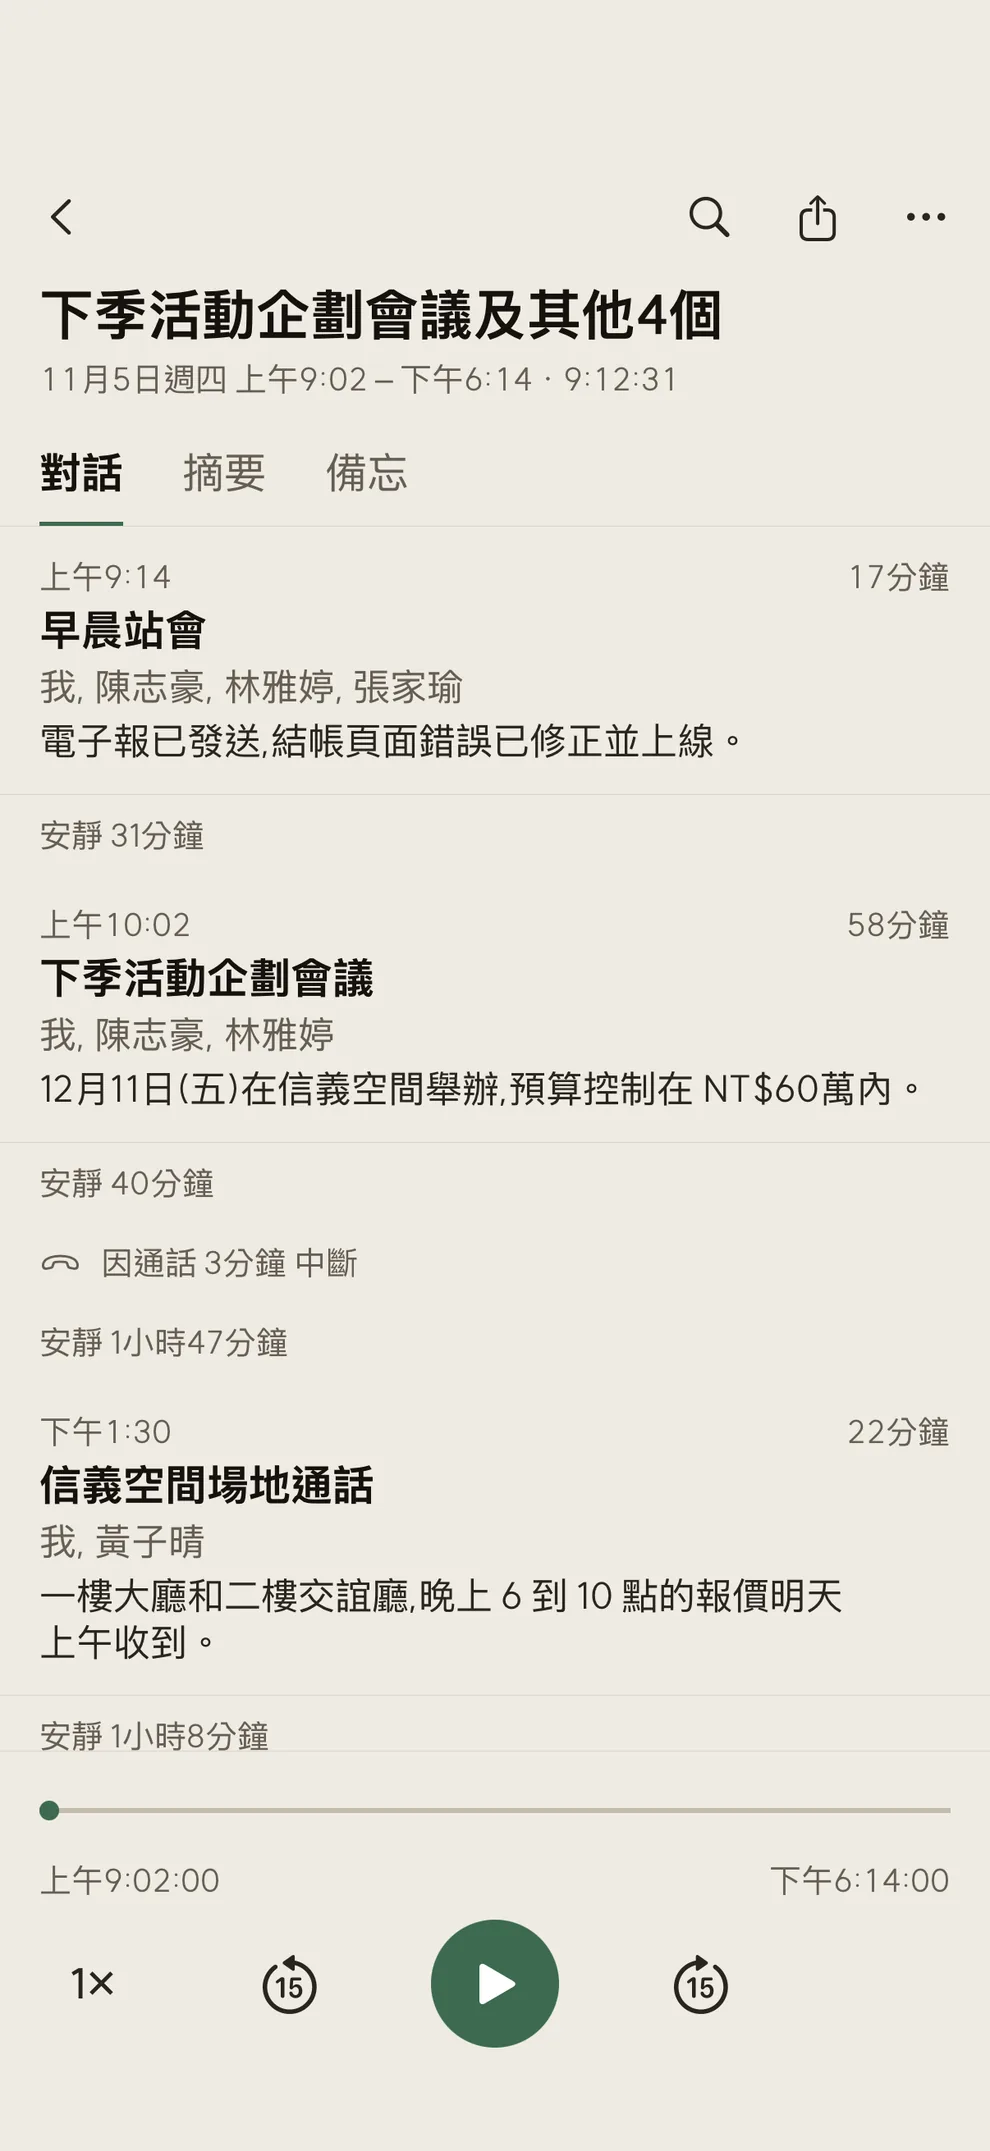 下季活動企劃會議及其他4個
11月5日週四 上午9:02 – 下午6:14 · 9:12:31
對話 摘要 備忘
上午9:14 17分鐘
早晨站會
我, 陳志豪, 林雅婷, 張家瑜
電子報已發送,結帳頁面錯誤已修正並上線。
安靜 31分鐘
上午10:02 58分鐘
下季活動企劃會議
我, 陳志豪, 林雅婷
12月11日(五)在信義空間舉辦,預算控制在 NT$60萬內。
安靜 40分鐘
因通話 3分鐘 中斷
安靜 1小時47分鐘
下午1:30 22分鐘
信義空間場地通話
我, 黃子晴
一樓大廳和二樓交誼廳,晚上 6 到 10 點的報價明天
上午收到。
安靜 1小時8分鐘
上午9:02:00 下午6:14:00
1× 15 15